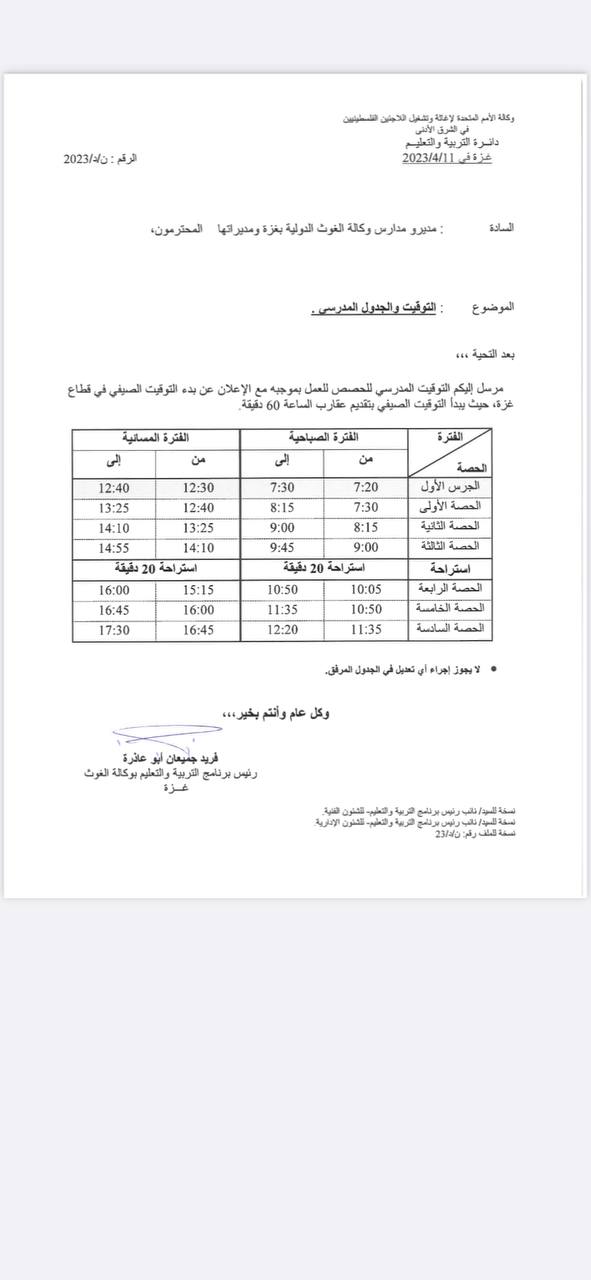 وكالة الأمم المتحدة لإغاثة وتشغيل اللاجئين الفلسطينيين
في الشرق الأدنى
دائـرة التربية والتعليـم
غـزة في 2023/4/11
الرقم : ن/د/2023
السادة : مديرو مدارس وكالة الغوث الدولية بغزة ومديراتها المحترمون،
الموضوع : التوقيت والجدول المدرسي .
بعد التحية ،،،
مرسل إليكم التوقيت المدرسي للحصص للعمل بموجبه مع الإعلان عن بدء التوقيت الصيفي في قطاع
غزة، حيث يبدأ التوقيت الصيفي بتقديم عقارب الساعة 60 دقيقة.
الفترة الفترة الصباحية الفترة المسائية
الحصة من إلى من إلى
الجرس الأول 7:20 7:30 12:30 12:40
الحصة الأولى 7:30 8:15 12:40 13:25
الحصة الثانية 8:15 9:00 13:25 14:10
الحصة الثالثة 9:00 9:45 14:10 14:55
استراحة استراحة 20 دقيقة استراحة 20 دقيقة
الحصة الرابعة 10:05 10:50 15:15 16:00
الحصة الخامسة 10:50 11:35 16:00 16:45
الحصة السادسة 11:35 12:20 16:45 17:30
• لا يجوز إجراء أي تعديل في الجدول المرفق.
وكل عام وأنتم بخير،،،
فريد جميعان أبو عاذرة
رئيس برنامج التربية والتعليم بوكالة الغوث
غـــزة
نسخة للسيد/ نائب رئيس برنامج التربية والتعليم- للشئون الفنية.
نسخة للسيد/ نائب رئيس برنامج التربية والتعليم- للشئون الإدارية.
نسخة للملف رقم: ن/د/23